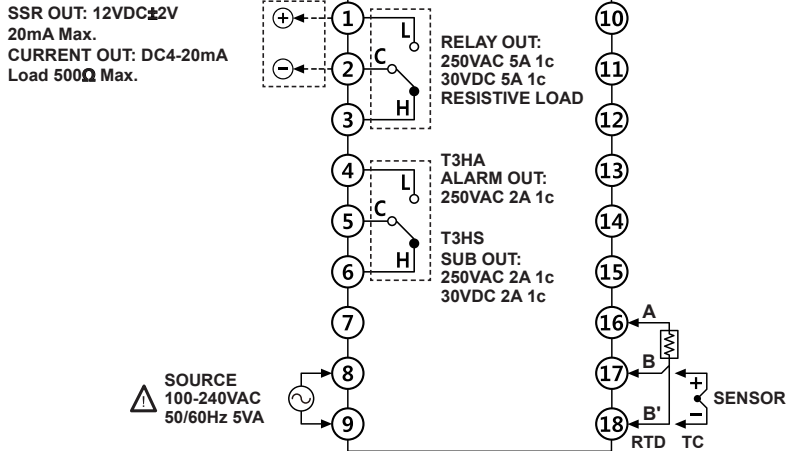 SSR OUT: 12VDC±2V
20mA Max.
CURRENT OUT: DC4-20mA
Load 500Ω Max.
+
−
1
2
3
L
C
H
RELAY OUT:
250VAC 5A 1c
30VDC 5A 1c
RESISTIVE LOAD
4
5
6
L
C
H
T3HA
ALARM OUT:
250VAC 2A 1c
T3HS
SUB OUT:
250VAC 2A 1c
30VDC 2A 1c
7
8
9
SOURCE
100-240VAC
50/60Hz 5VA
!
10
11
12
13
14
15
16
17
18
A
B
B'
+
−
SENSOR
RTD TC